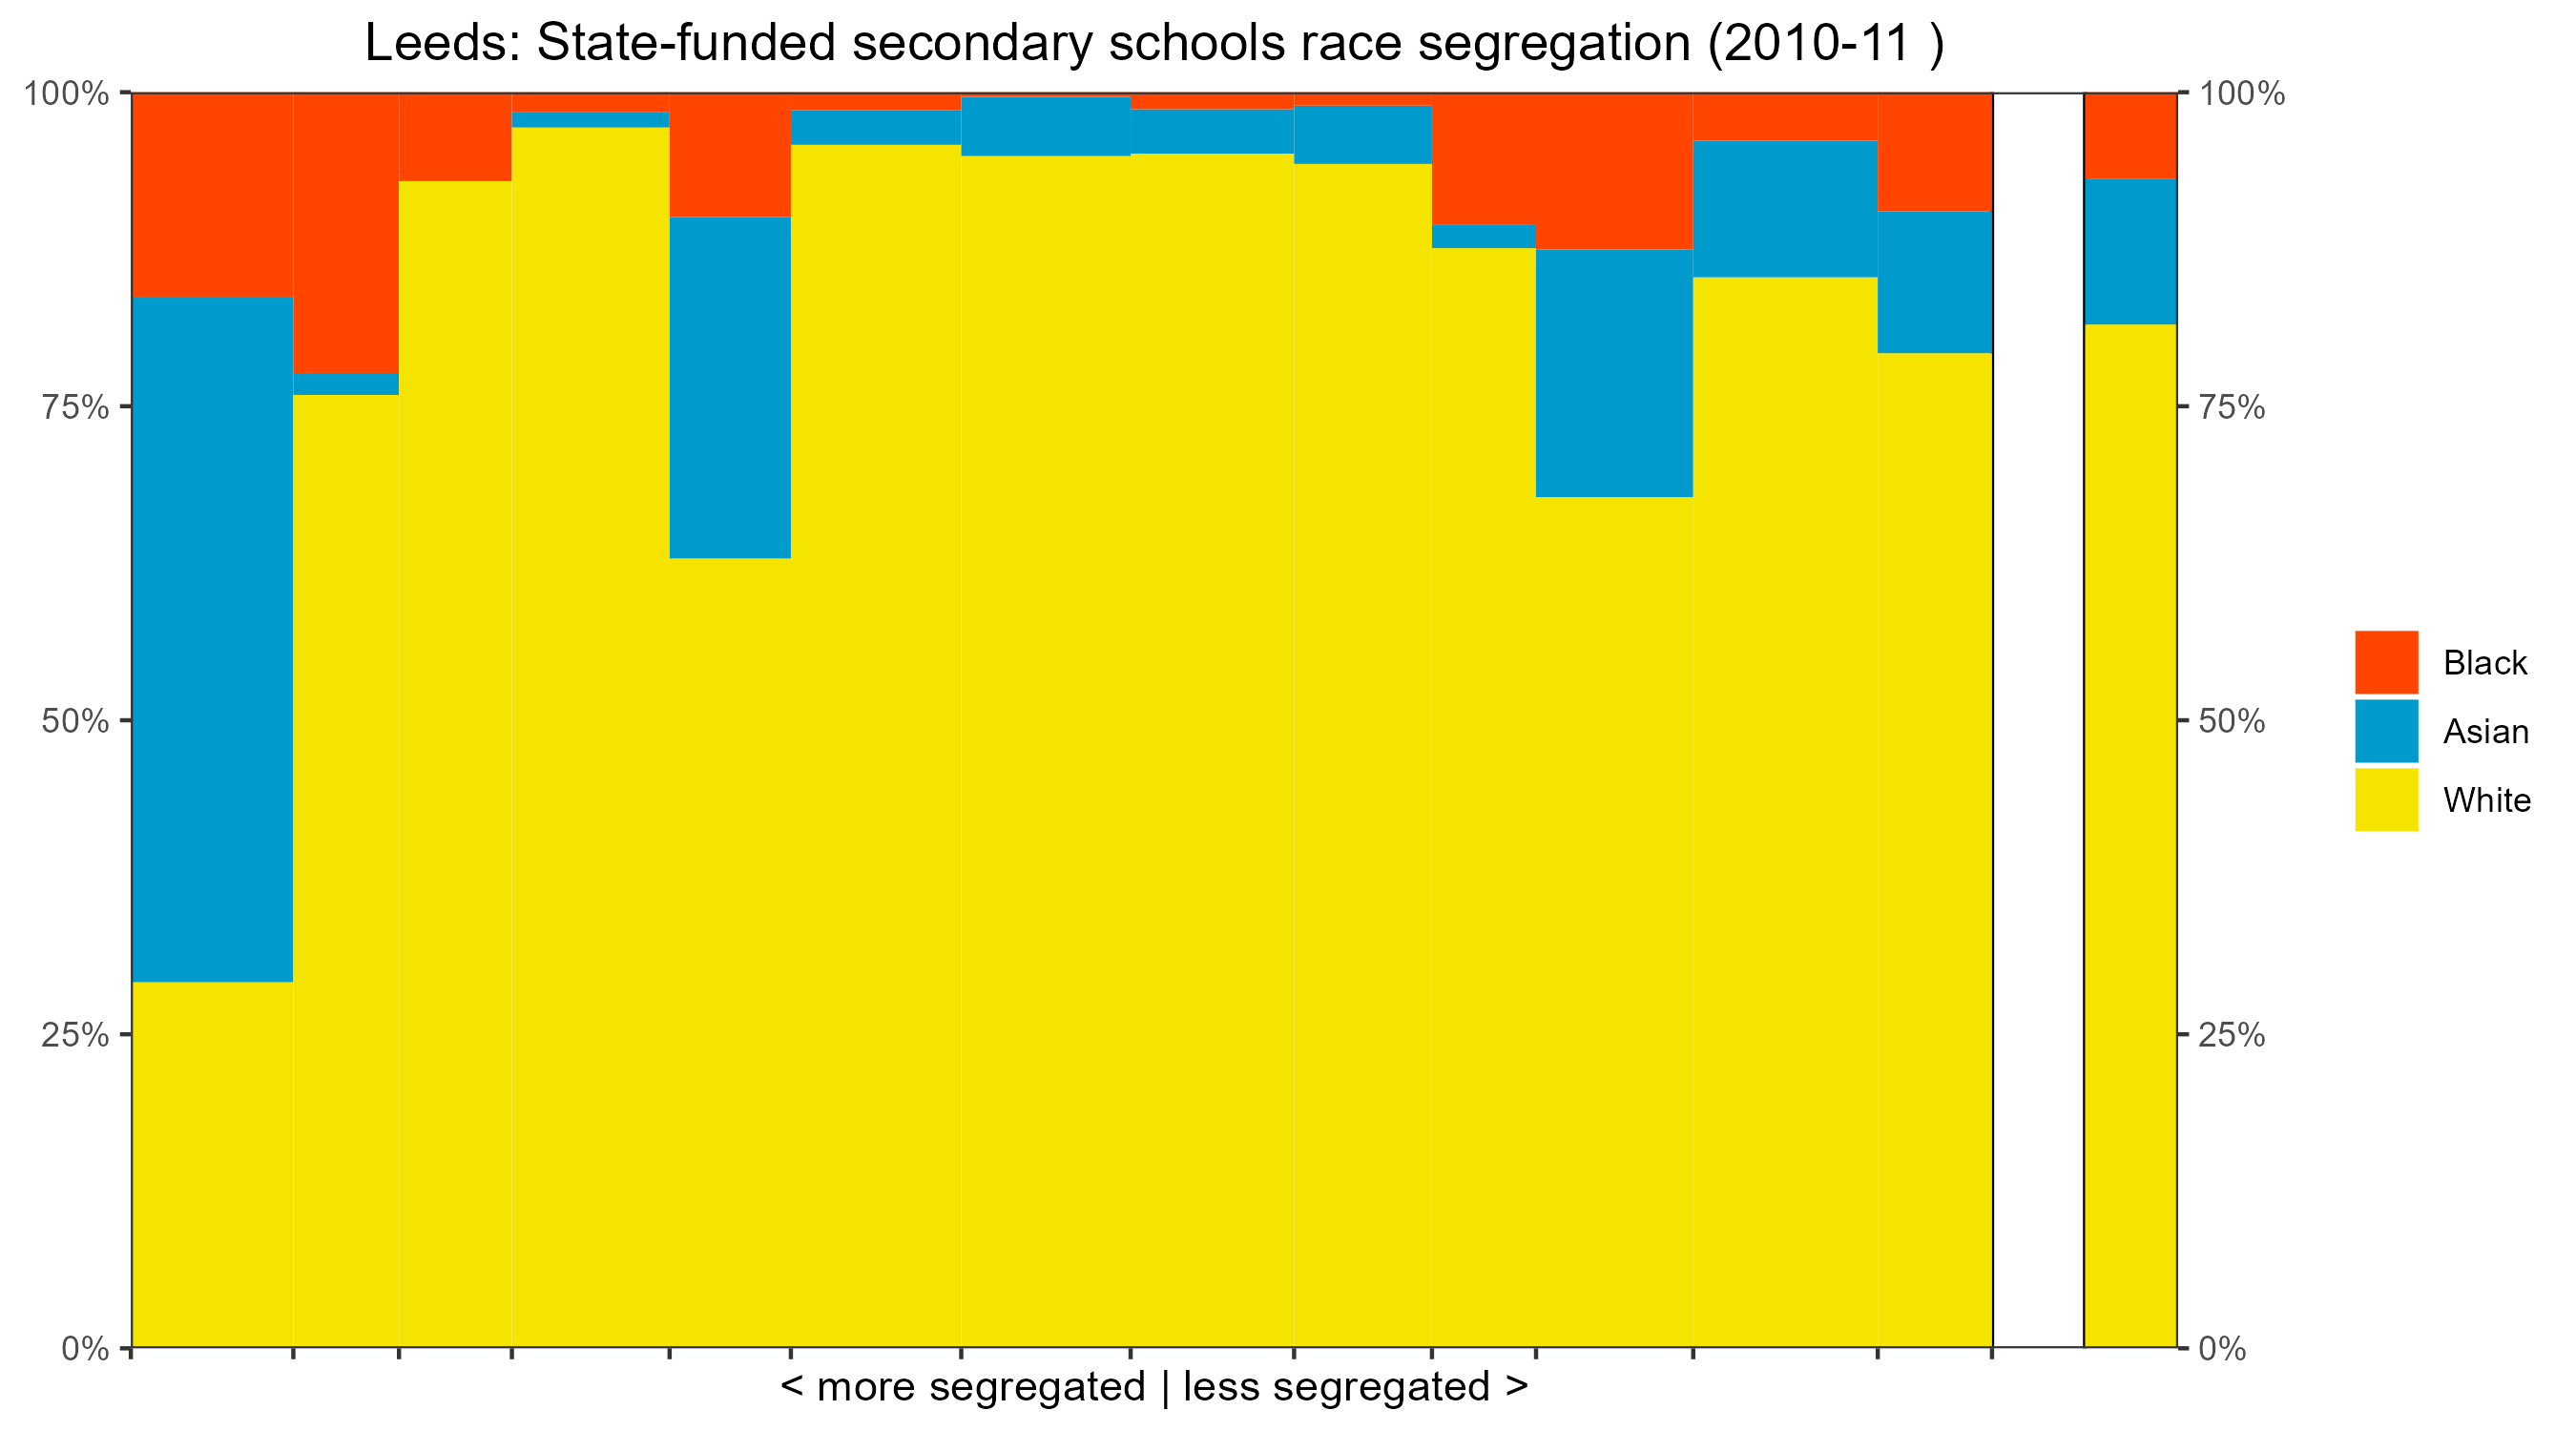 Leeds: State-funded secondary schools race segregation (2010-11 )
100%
75%
50%
25%
0%
100%
75%
50%
25%
0%
Black
Asian
White
< more segregated | less segregated >